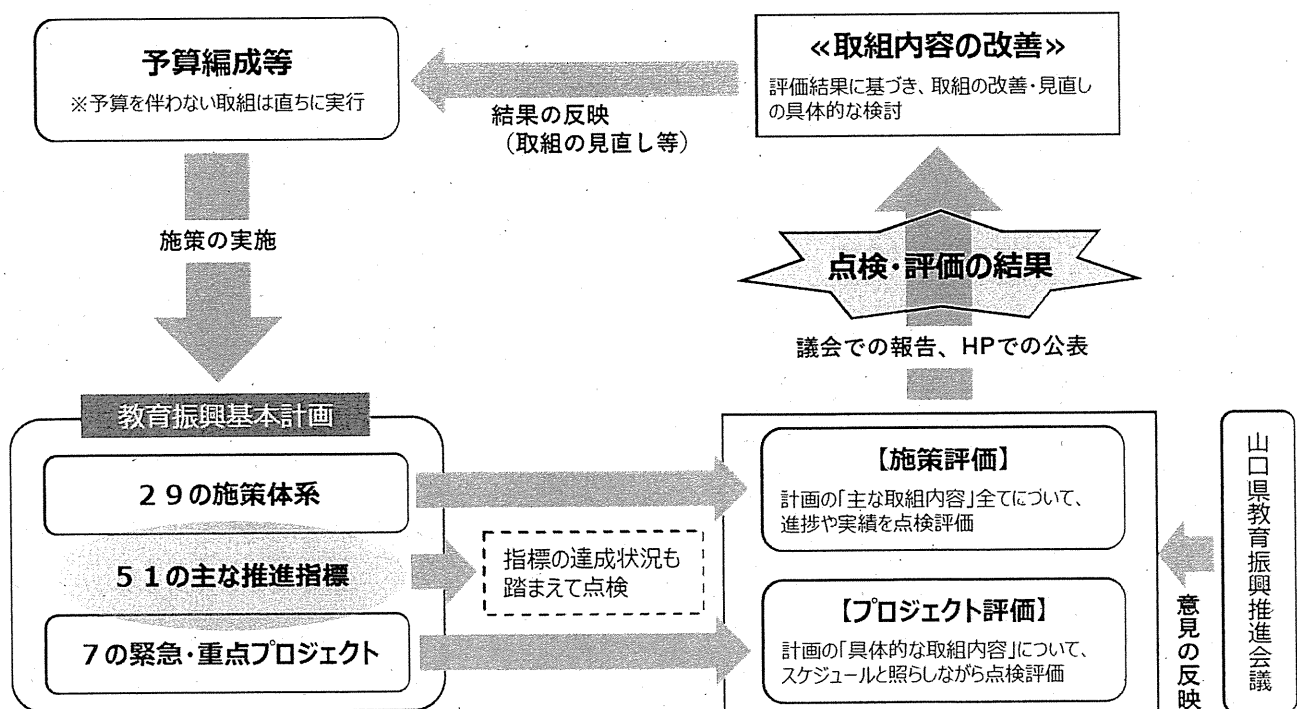 予算編成等
※予算を伴わない取組は直ちに実行
≪取組内容の改善≫
評価結果に基づき、取組の改善・見直し
の具体的な検討
結果の反映
（取組の見直し等）
施策の実施
点検・評価の結果
議会での報告、HPでの公表
教育振興基本計画
２９の施策体系
５１の主な推進指標
７の緊急・重点プロジェクト
指標の達成状況も
踏まえて点検
【施策評価】
計画の「主な取組内容」全てについて、
進捗や実績を点検評価
【プロジェクト評価】
計画の「具体的な取組内容」について、
スケジュールと照らしながら点検評価
意見の反映
山口県教育振興推進会議